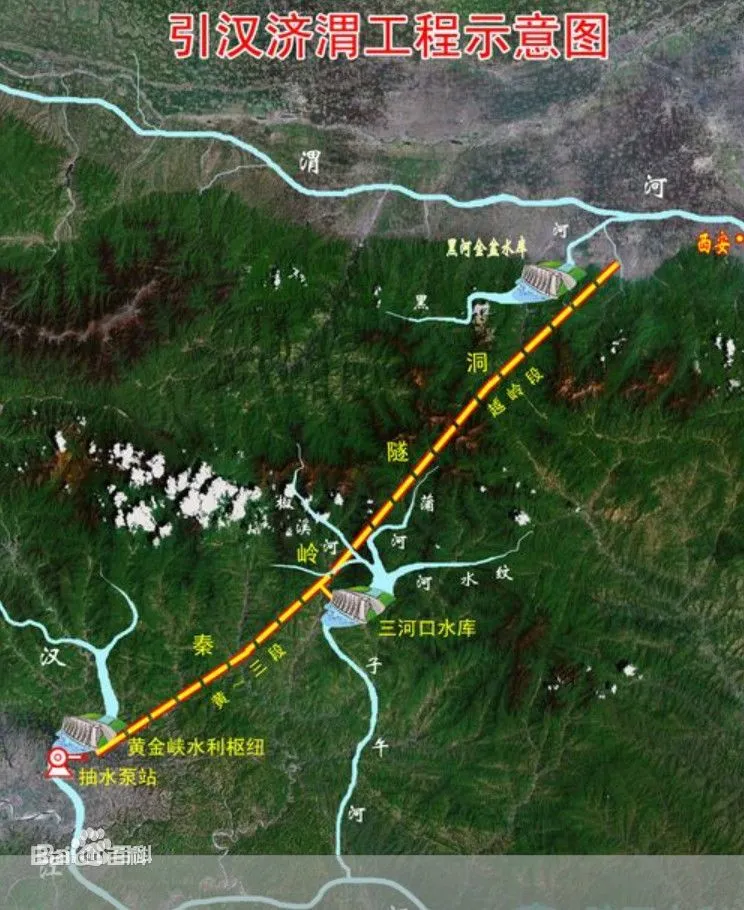 引汉济渭工程示意图
渭
河
西安
河
黑河金盆水库
黑
洞
越岭段
隧
椒
溪
河
蒲
河
岭
河 水 纹
三河口水库
秦
黄 三段
汉
子
午
河
黄金峡水利枢纽
抽水泵站
Baidu百科
江